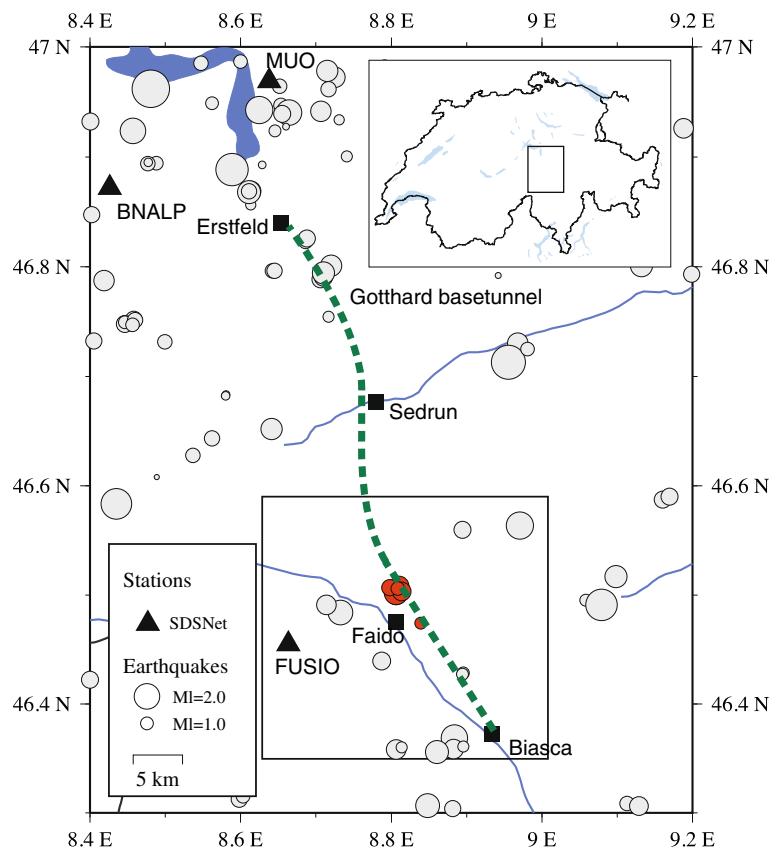 8.4 E 8.6 E 8.8 E 9 E 9.2 E
47 N 47 N
MUO
BNALP
Erstfeld
46.8 N 46.8 N
Gotthard basetunnel
Sedrun
46.6 N 46.6 N
Stations
SDSNet
Faido
FUSIO
Earthquakes
Ml=2.0
46.4 N 46.4 N
Ml=1.0
Biasca
5 km
8.4 E 8.6 E 8.8 E 9 E 9.2 E